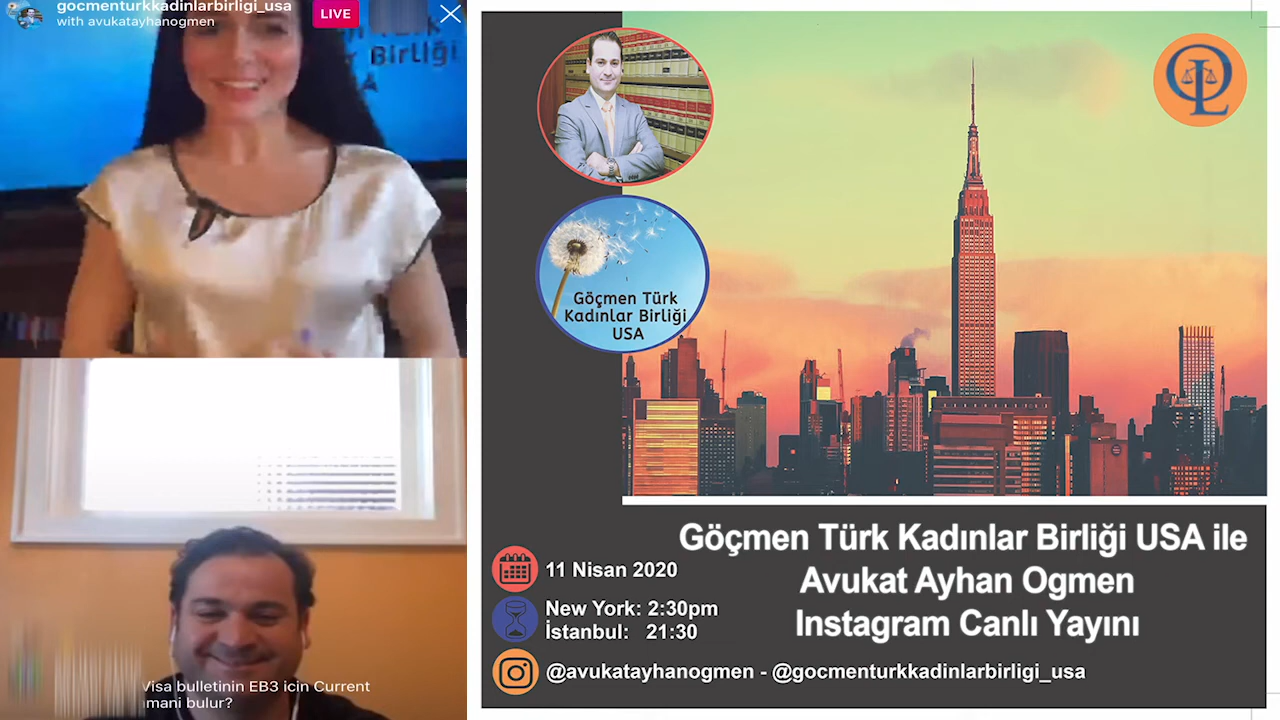 gocmenturkkadinlarbirligi_usa
with avukatayhanogmen
LIVE
Birliği
Visa bulletinin EB3 icin Current
mani bulur?
OL
Göçmen Türk
Kadınlar Birliği
USA
Göçmen Türk Kadınlar Birliği USA ile
Avukat Ayhan Ogmen
Instagram Canlı Yayını
11 Nisan 2020
New York: 2:30pm
İstanbul: 21:30
@avukatayhanogmen - @gocmenturkkadinlarbirligi_usa